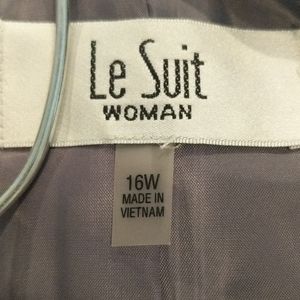 Le Suit
WOMAN
16W
MADE IN
VIETNAM